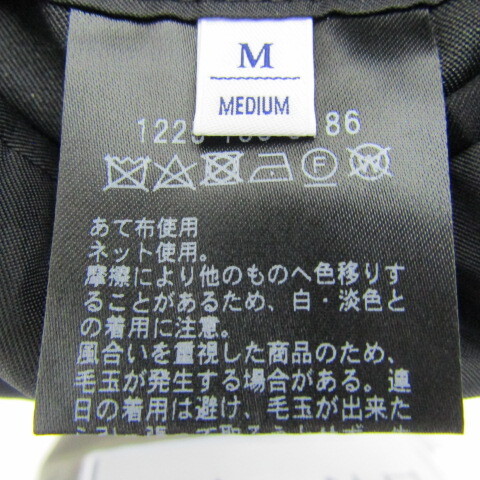 M
MEDIUM
86
F
W
あて布使用
ネット使用。
摩擦により他のものへ色移りす
ることがあるため、白・淡色と
の着用に注意。
風合いを重視した商品のため、
毛玉が発生する場合がある。連
日の着用は避け、毛玉が出来た